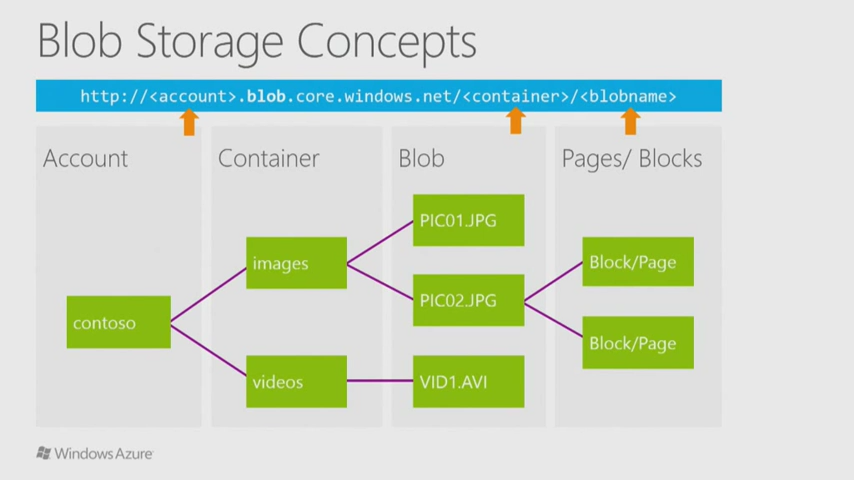 Blob Storage Concepts
http://<account>.blob.core.windows.net/<container>/<blobname>
Account
Container
Blob
Pages/ Blocks
contoso
images
videos
PIC01.JPG
PIC02.JPG
VID1.AVI
Block/Page
Block/Page
Windows Azure